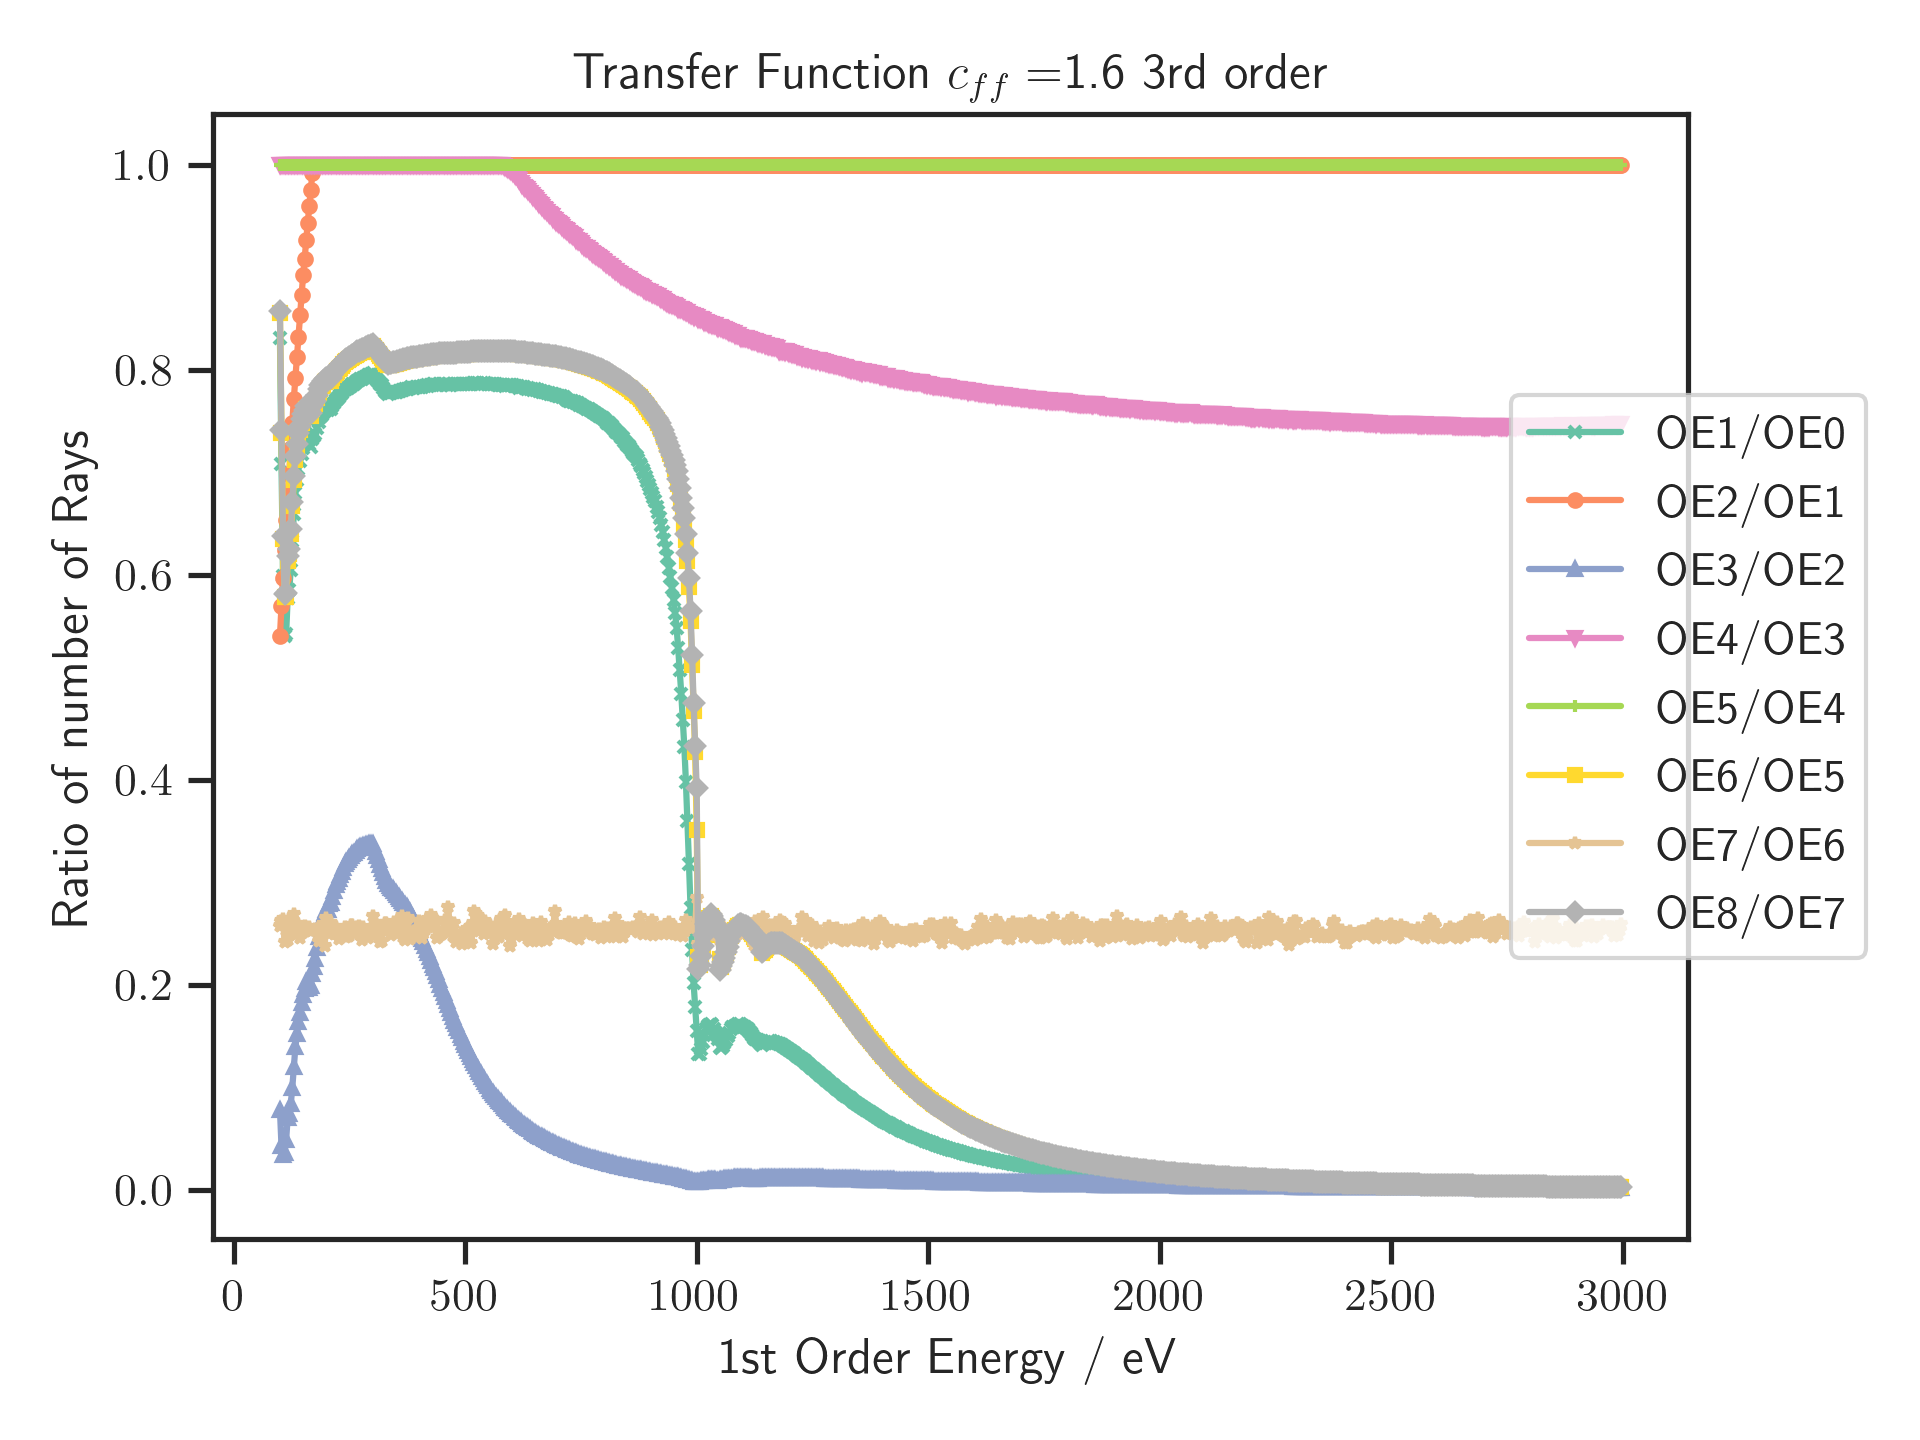 Transfer Function c_ff =1.6 3rd order
Ratio of number of Rays
1.0
0.8
0.6
0.4
0.2
0.0
0 500 1000 1500 2000 2500 3000
1st Order Energy / eV
OE1/OE0
OE2/OE1
OE3/OE2
OE4/OE3
OE5/OE4
OE6/OE5
OE7/OE6
OE8/OE7